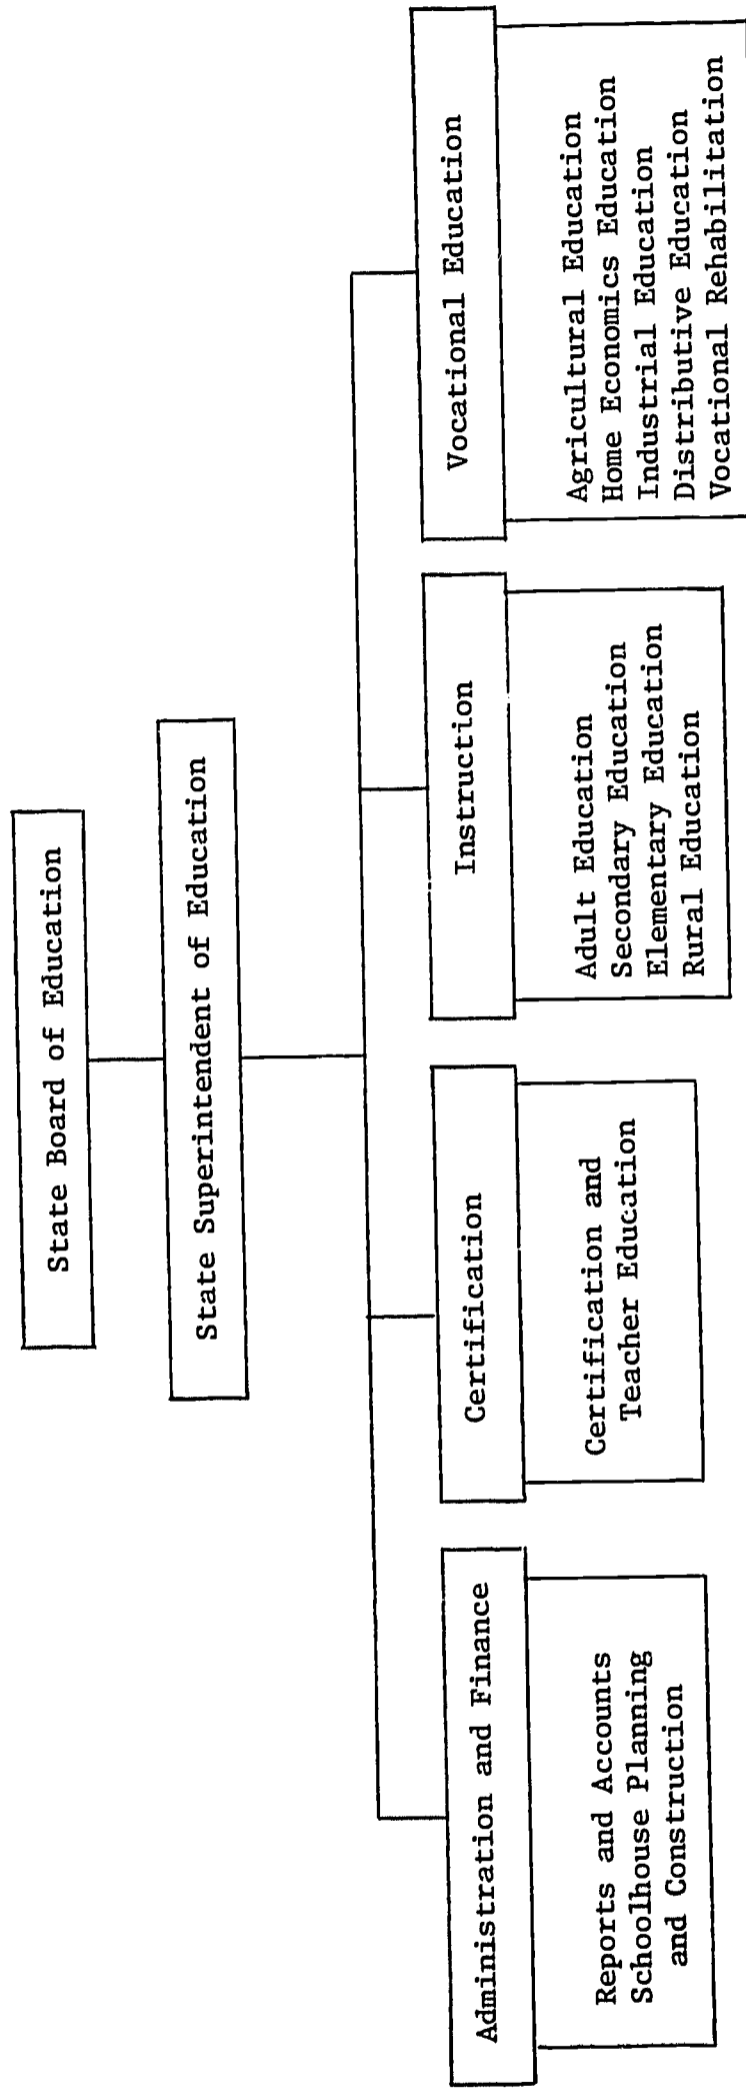 State Board of Education
State Superintendent of Education
Administration and Finance
Reports and Accounts
Schoolhouse Planning
and Construction
Certification
Certification and
Teacher Education
Instruction
Adult Education
Secondary Education
Elementary Education
Rural Education
Vocational Education
Agricultural Education
Home Economics Education
Industrial Education
Distributive Education
Vocational Rehabilitation